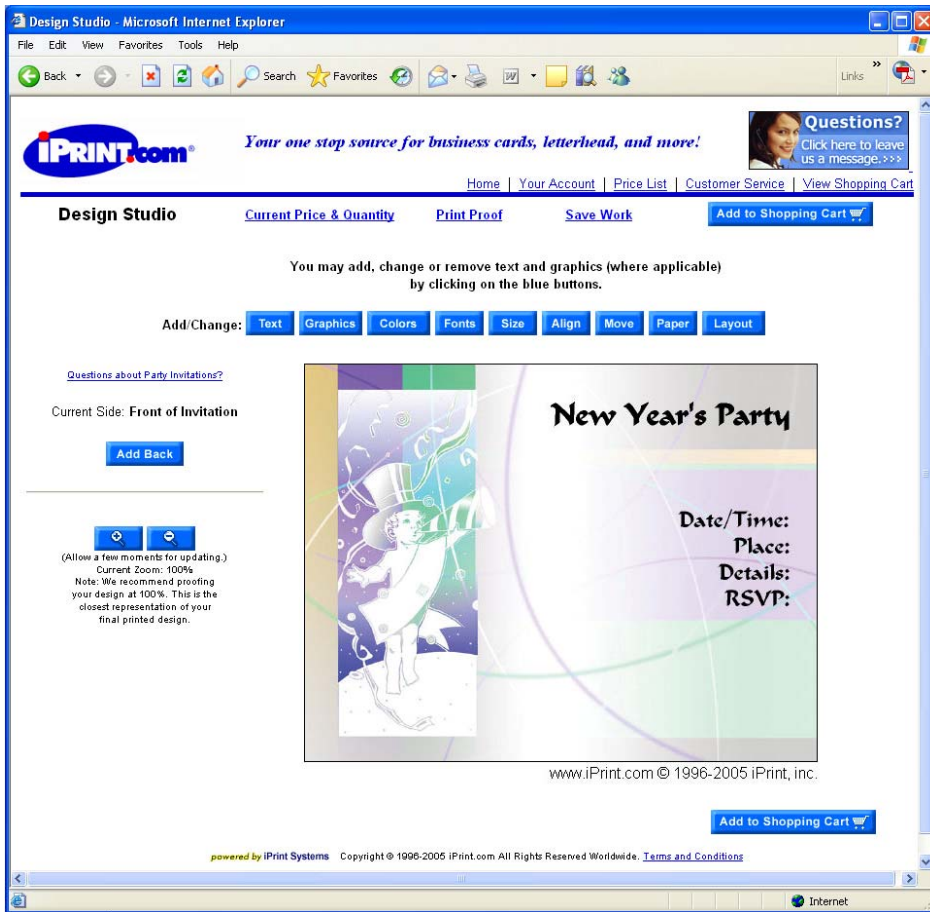 Design Studio - Microsoft Internet Explorer
File Edit View Favorites Tools Help
Back Search Favorites Links »
iPRINT.com®
Your one stop source for business cards, letterhead, and more!
Questions?
Click here to leave
us a message.>>>
Home | Your Account | Price List | Customer Service | View Shopping Cart
Design Studio Current Price & Quantity Print Proof Save Work Add to Shopping Cart
You may add, change or remove text and graphics (where applicable)
by clicking on the blue buttons.
Add/Change: Text Graphics Colors Fonts Size Align Move Paper Layout
Questions about Party Invitations?
Current Side: Front of Invitation
Add Back
(Allow a few moments for updating.)
Current Zoom: 100%
Note: We recommend proofing
your design at 100%. This is the
closest representation of your
final printed design.
New Year's Party
Date/Time:
Place:
Details:
RSVP:
www.iPrint.com © 1996-2005 iPrint, inc.
Add to Shopping Cart
powered by iPrint Systems Copyright © 1996-2005 iPrint.com All Rights Reserved Worldwide. Terms and Conditions
Internet